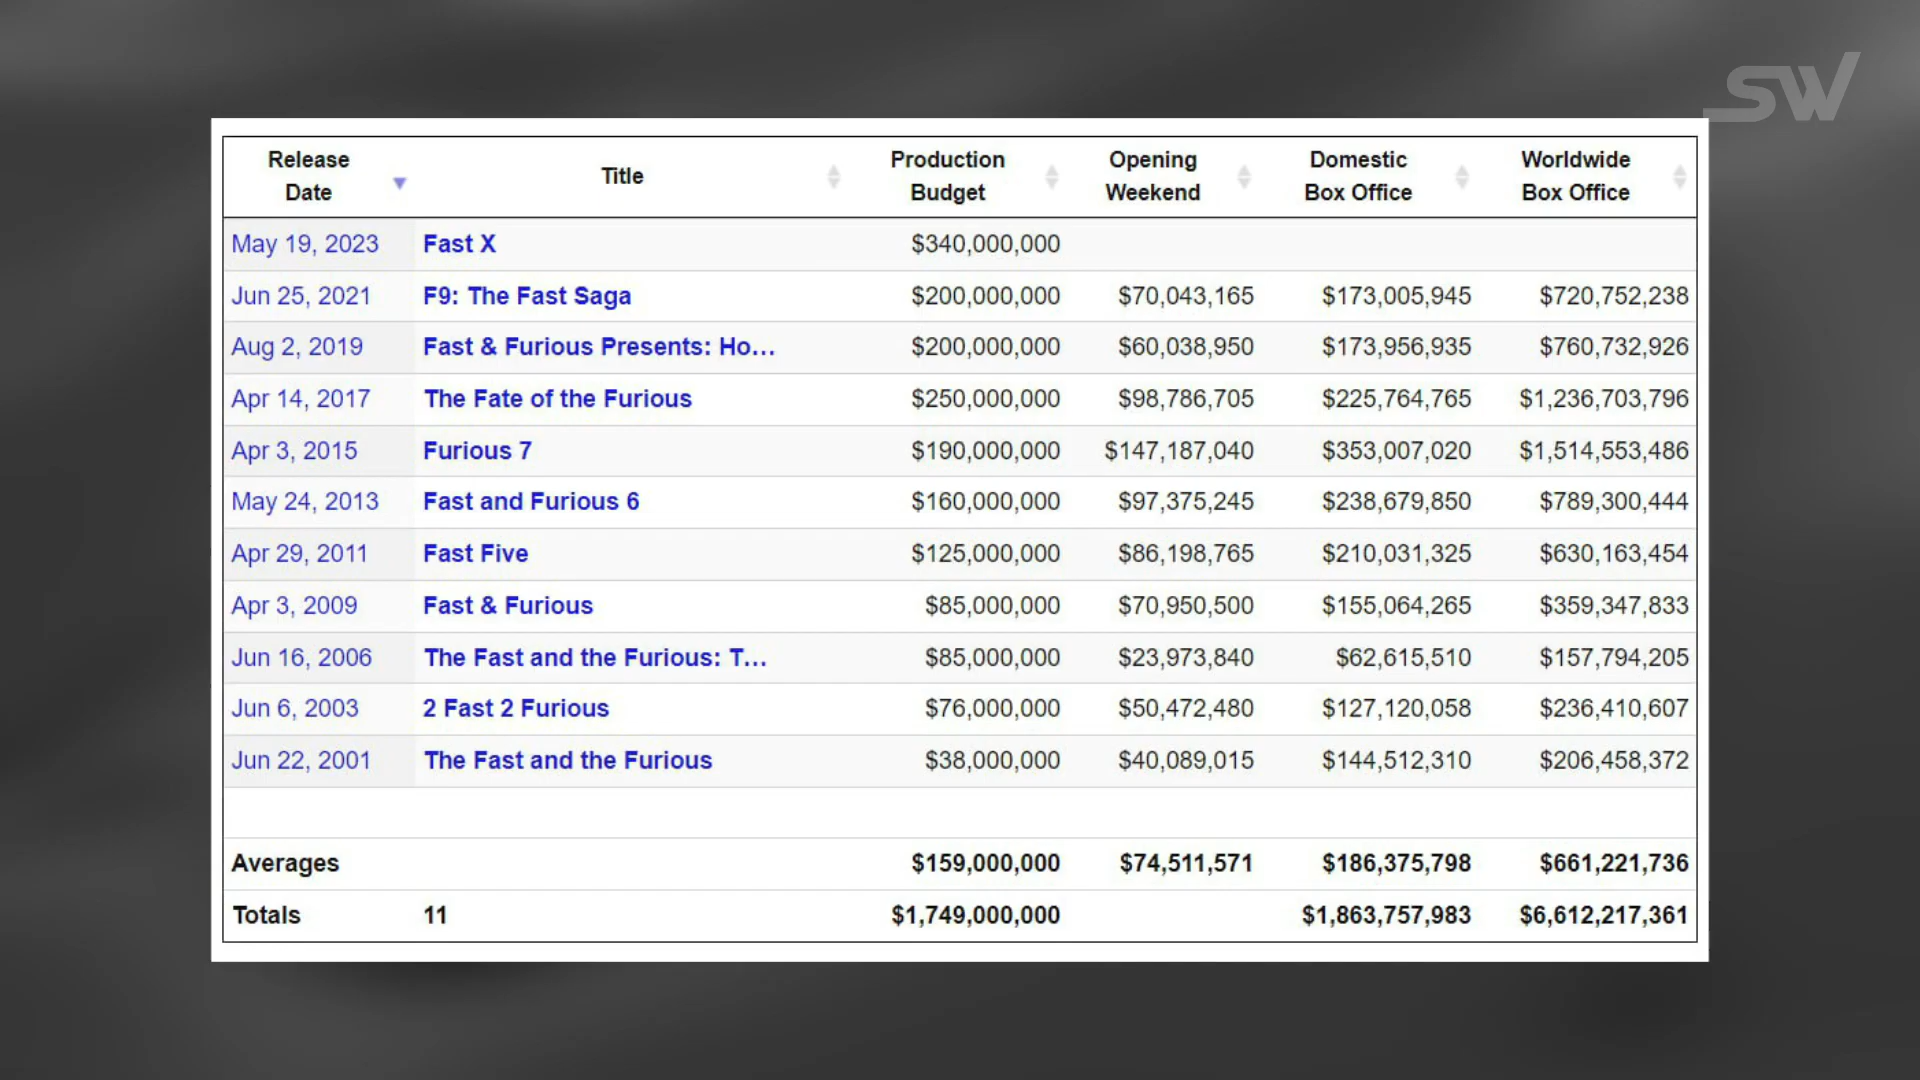 SW
Release Date Title Production Budget Opening Weekend Domestic Box Office Worldwide Box Office
May 19, 2023 Fast X $340,000,000
Jun 25, 2021 F9: The Fast Saga $200,000,000 $70,043,165 $173,005,945 $720,752,238
Aug 2, 2019 Fast & Furious Presents: Ho... $200,000,000 $60,038,950 $173,956,935 $760,732,926
Apr 14, 2017 The Fate of the Furious $250,000,000 $98,786,705 $225,764,765 $1,236,703,796
Apr 3, 2015 Furious 7 $190,000,000 $147,187,040 $353,007,020 $1,514,553,486
May 24, 2013 Fast and Furious 6 $160,000,000 $97,375,245 $238,679,850 $789,300,444
Apr 29, 2011 Fast Five $125,000,000 $86,198,765 $210,031,325 $630,163,454
Apr 3, 2009 Fast & Furious $85,000,000 $70,950,500 $155,064,265 $359,347,833
Jun 16, 2006 The Fast and the Furious: T... $85,000,000 $23,973,840 $62,615,510 $157,794,205
Jun 6, 2003 2 Fast 2 Furious $76,000,000 $50,472,480 $127,120,058 $236,410,607
Jun 22, 2001 The Fast and the Furious $38,000,000 $40,089,015 $144,512,310 $206,458,372
Averages $159,000,000 $74,511,571 $186,375,798 $661,221,736
Totals 11 $1,749,000,000 $1,863,757,983 $6,612,217,361